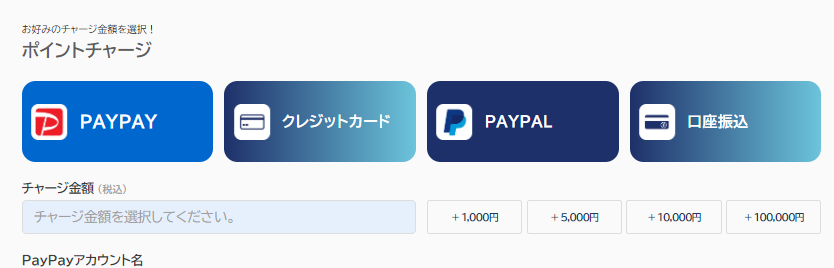 お好みのチャージ金額を選択！
ポイントチャージ
PAYPAY
クレジットカード
PAYPAL
口座振込
チャージ金額 (税込)
チャージ金額を選択してください。
+1,000円
+5,000円
+10,000円
+100,000円
PayPayアカウント名